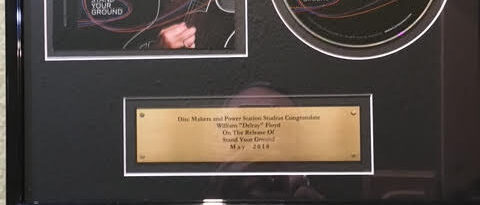 YOUR
GROUND
Disc Makers and Power Station Studios Congratulate
William "Delray" Floyd
On The Release Of
Stand Your Ground
May 2018